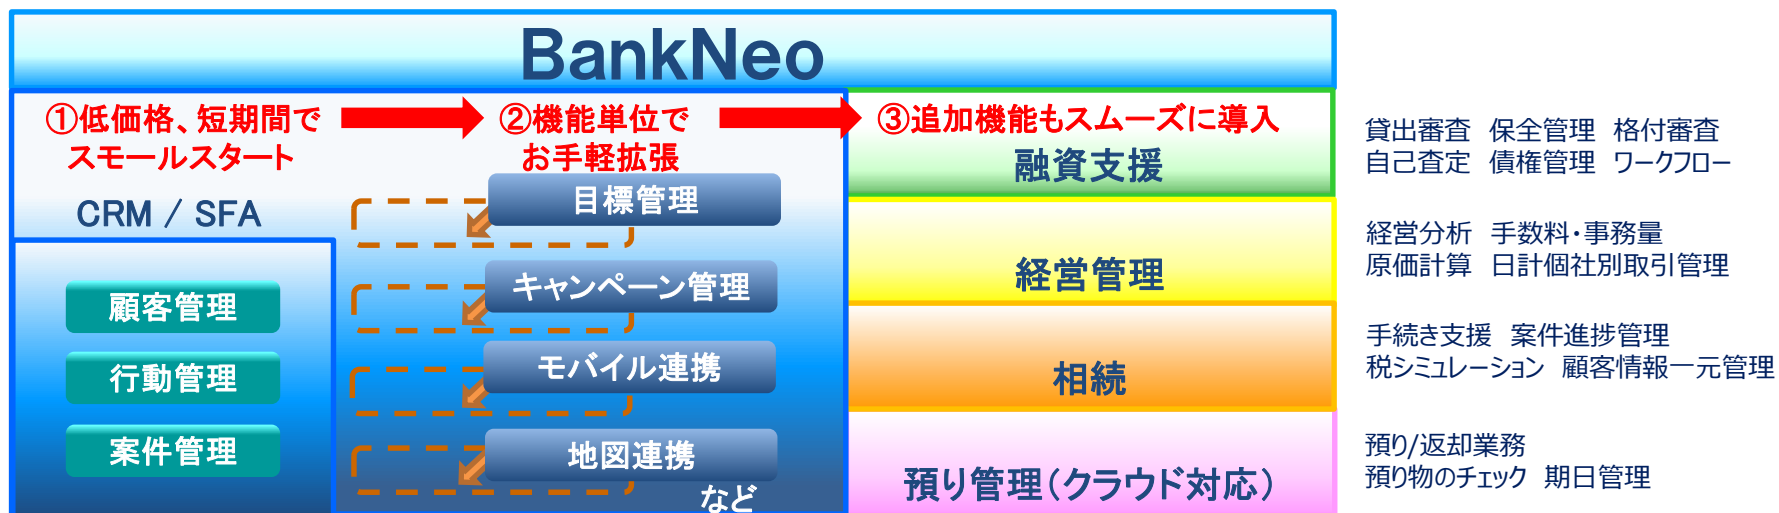 BankNeo
①低価格、短期間で
スモールスタート
②機能単位で
お手軽拡張
③追加機能もスムーズに導入
CRM / SFA
顧客管理
行動管理
案件管理
目標管理
キャンペーン管理
モバイル連携
地図連携
など
融資支援
貸出審査 保全管理 格付審査
自己査定 債権管理 ワークフロー
経営管理
経営分析 手数料・事務量
原価計算 日計個社別取引管理
相続
手続き支援 案件進捗管理
税シミュレーション 顧客情報一元管理
預り管理（クラウド対応）
預り/返却業務
預り物のチェック 期日管理